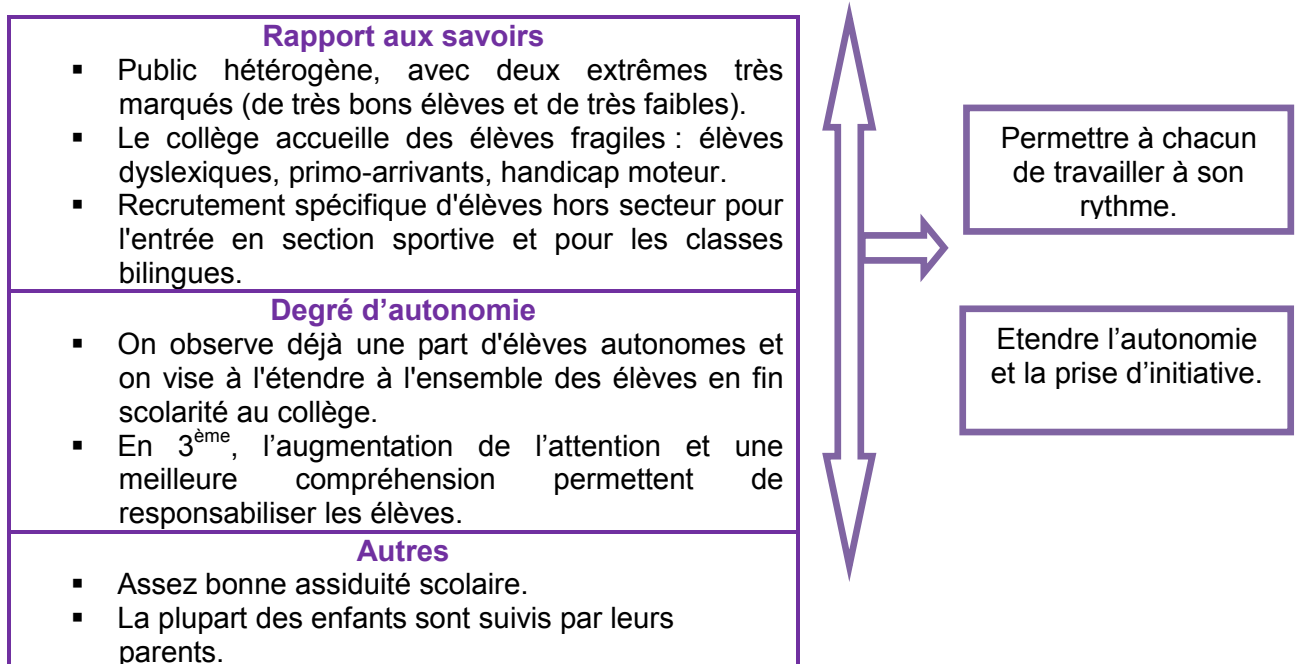 Rapport aux savoirs
▪ Public hétérogène, avec deux extrêmes très
marqués (de très bons élèves et de très faibles).
▪ Le collège accueille des élèves fragiles : élèves
dyslexiques, primo-arrivants, handicap moteur.
▪ Recrutement spécifique d'élèves hors secteur pour
l'entrée en section sportive et pour les classes
bilingues.
Degré d’autonomie
▪ On observe déjà une part d'élèves autonomes et
on vise à l'étendre à l'ensemble des élèves en fin
scolarité au collège.
▪ En 3ème, l’augmentation de l’attention et une
meilleure compréhension permettent de
responsabiliser les élèves.
Autres
▪ Assez bonne assiduité scolaire.
▪ La plupart des enfants sont suivis par leurs
parents.
Permettre à chacun
de travailler à son
rythme.
Etendre l’autonomie
et la prise d’initiative.